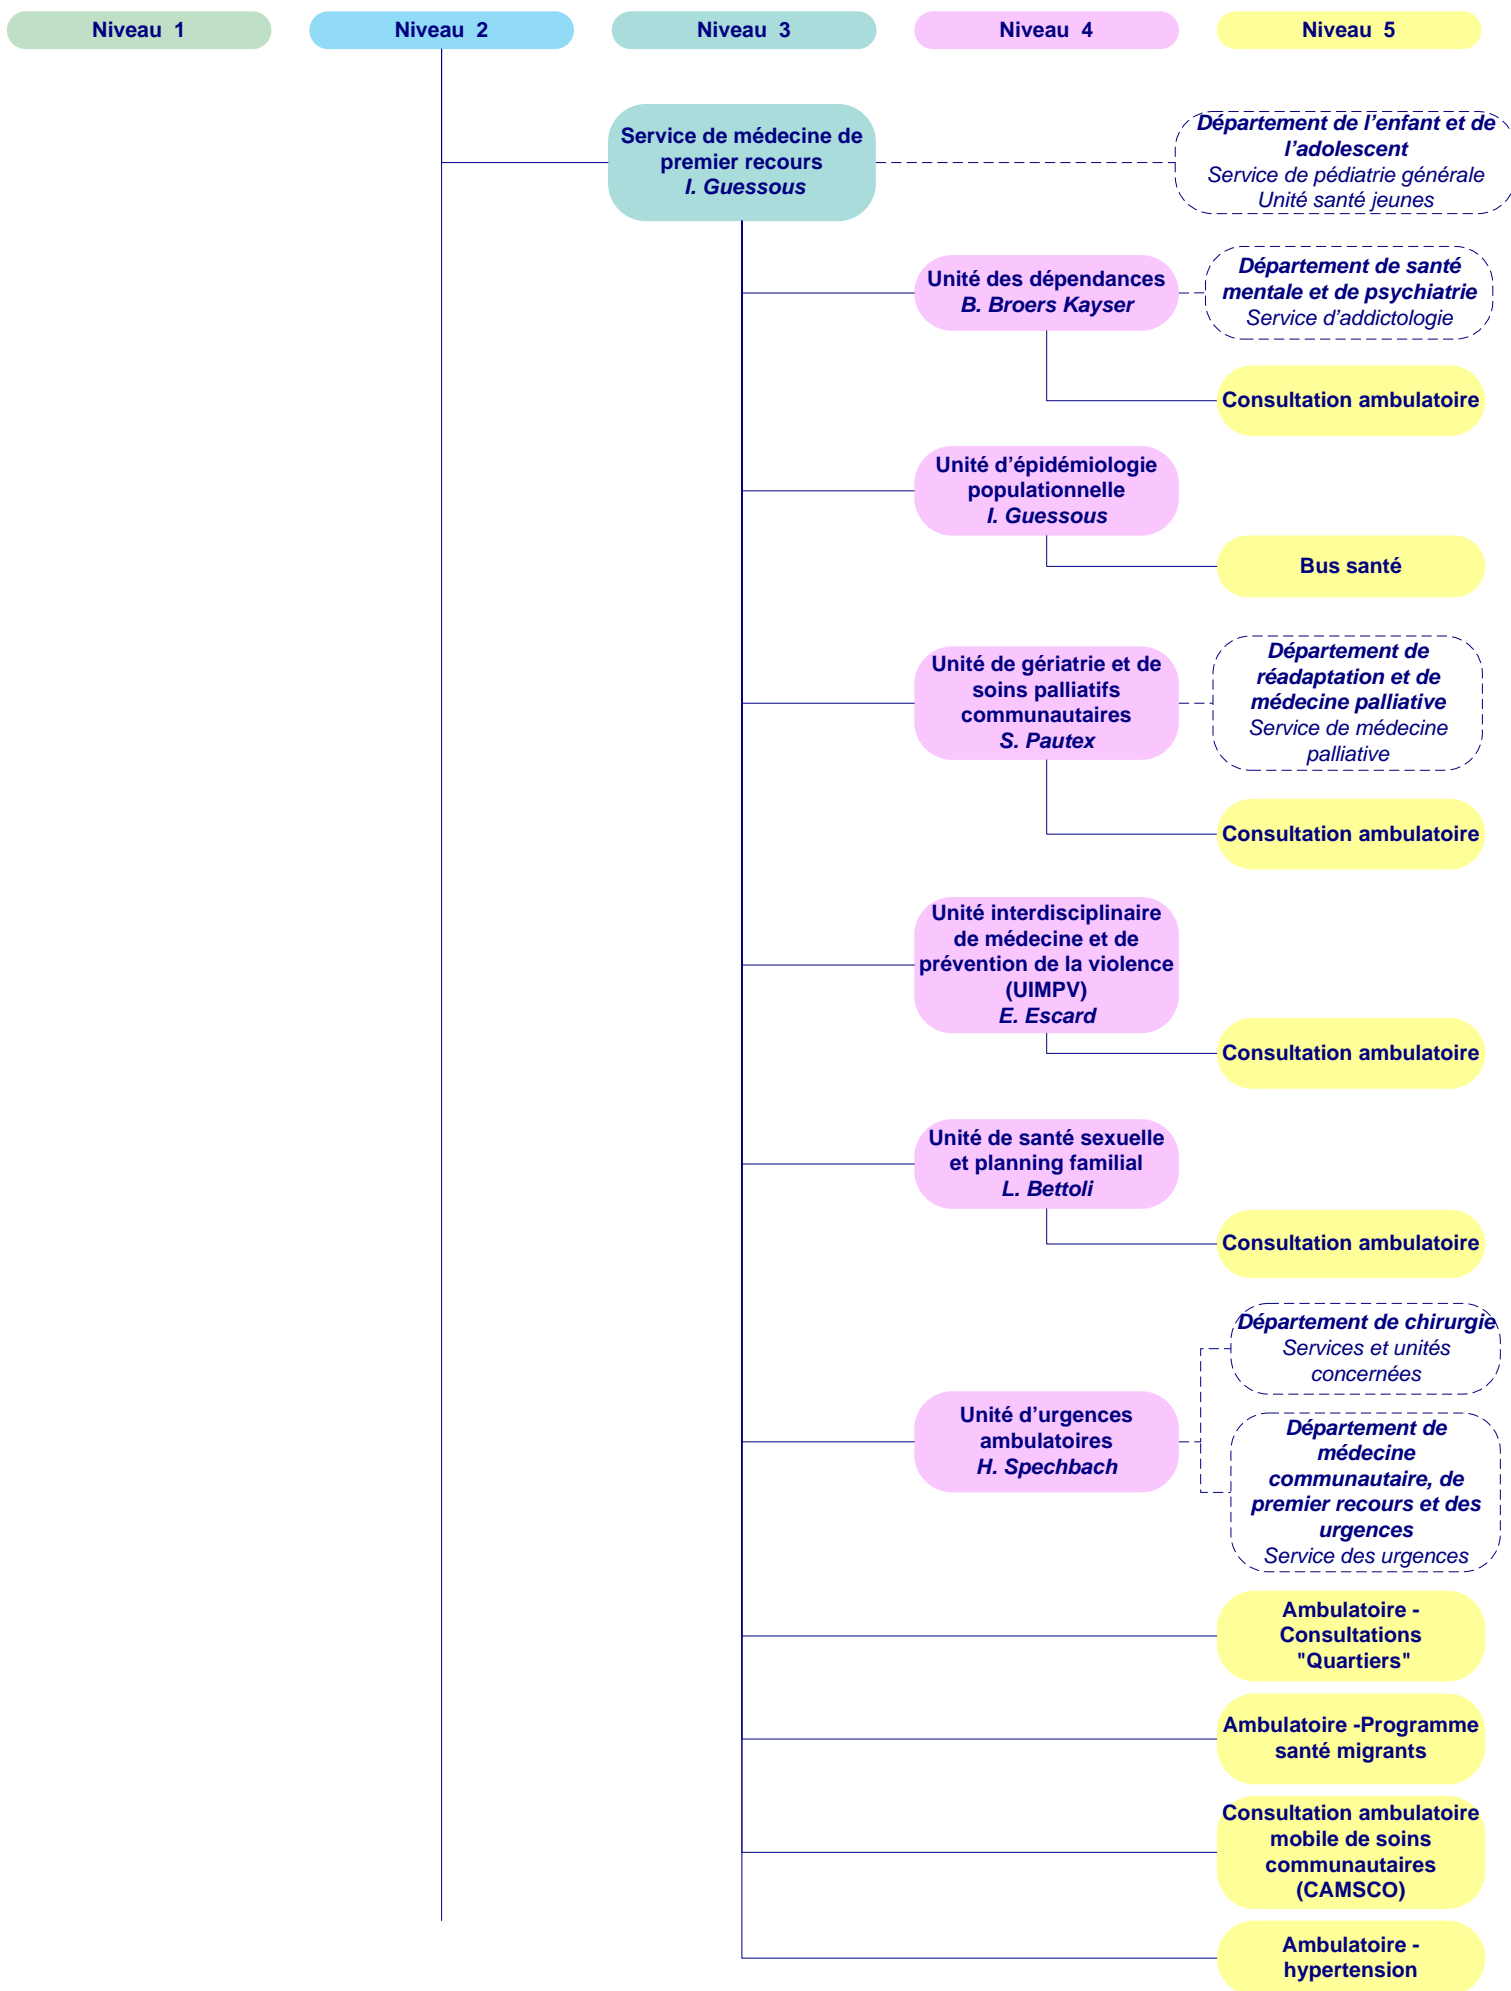 Niveau 1
Niveau 2
Niveau 3
Niveau 4
Niveau 5
Service de médecine de
premier recours
I. Guessous
Département de l’enfant et de
l’adolescent
Service de pédiatrie générale
Unité santé jeunes
Unité des dépendances
B. Broers Kayser
Département de santé
mentale et de psychiatrie
Service d’addictologie
Consultation ambulatoire
Unité d’épidémiologie
populationnelle
I. Guessous
Bus santé
Unité de gériatrie et de
soins palliatifs
communautaires
S. Pautex
Département de
réadaptation et de
médecine palliative
Service de médecine
palliative
Consultation ambulatoire
Unité interdisciplinaire
de médecine et de
prévention de la violence
(UIMPV)
E. Escard
Consultation ambulatoire
Unité de santé sexuelle
et planning familial
L. Bettoli
Consultation ambulatoire
Département de chirurgie
Services et unités
concernées
Unité d’urgences
ambulatoires
H. Spechbach
Département de
médecine
communautaire, de
premier recours et des
urgences
Service des urgences
Ambulatoire -
Consultations
"Quartiers"
Ambulatoire -Programme
santé migrants
Consultation ambulatoire
mobile de soins
communautaires
(CAMSCO)
Ambulatoire -
hypertension